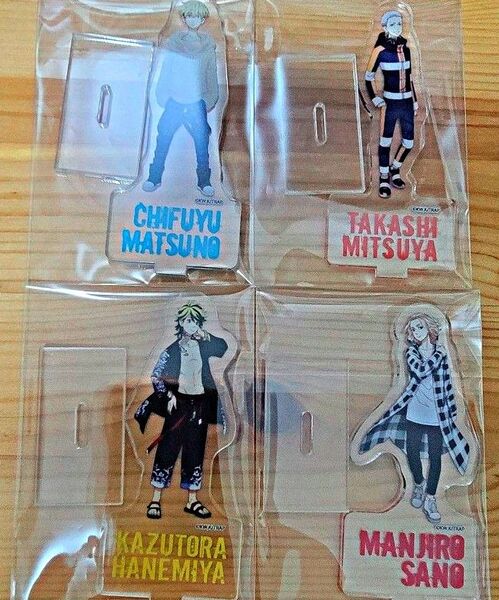 CHIFUYU
MATSUNO
TAKASHI
MITSUYA
KAZUTORA
HANEMIYA
MANJIRO
SANO